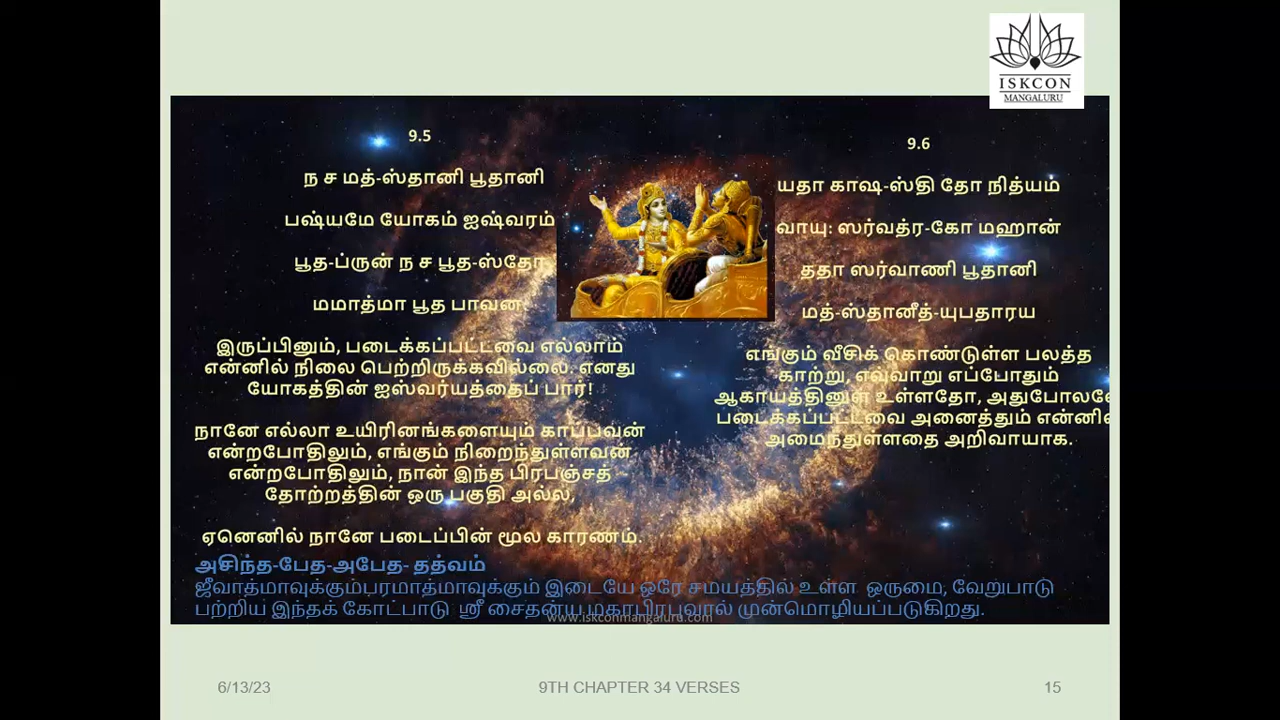 ISKCON
MANGALURU
9.5
ந ச மத்-ஸ்தானி பூதானி
பஷ்யமே யோகம் ஐஷ்வரம்
பூத-ப்ருன் ந ச பூத-ஸ்தோ
மமாத்மா பூத பாவன
இருப்பினும், படைக்கப்பட்டவை எல்லாம்
என்னில் நிலை பெற்றிருக்கவில்லை. எனது
யோகத்தின் ஐஸ்வர்யத்தைப் பார்!
நானே எல்லா உயிரினங்களையும் காப்பவன்
என்றபோதிலும், எங்கும் நிறைந்துள்ளவன்
என்றபோதிலும், நான் இந்த பிரபஞ்சத்
தோற்றத்தின் ஒரு பகுதி அல்ல,
ஏனெனில் நானே படைப்பின் மூல காரணம்.
9.6
யதா காஷ-ஸ்தி தோ நித்யம்
வாயு: ஸர்வத்ர-கோ மஹான்
ததா ஸர்வாணி பூதானி
மத்-ஸ்தானீத்-யுபதாரய
எங்கும் வீசிக் கொண்டுள்ள பலத்த
காற்று, எவ்வாறு எப்போதும்
ஆகாயத்தினுள் உள்ளதோ, அதுபோலவே
படைக்கப்பட்டவை அனைத்தும் என்னில்
அமைந்துள்ளதை அறிவாயாக.
அசிந்த-பேத-அபேத- தத்வம்
ஜீவாத்மாவுக்கும்பரமாத்மாவுக்கும் இடையே ஒரே சமயத்தில் உள்ள ஒருமை, வேறுபாடு
பற்றிய இந்தக் கோட்பாடு ஸ்ரீ சைதன்ய மகாபிரபுவால் முன்மொழியப்படுகிறது.
www.iskconmangaluru.com
6/13/23
9TH CHAPTER 34 VERSES
15